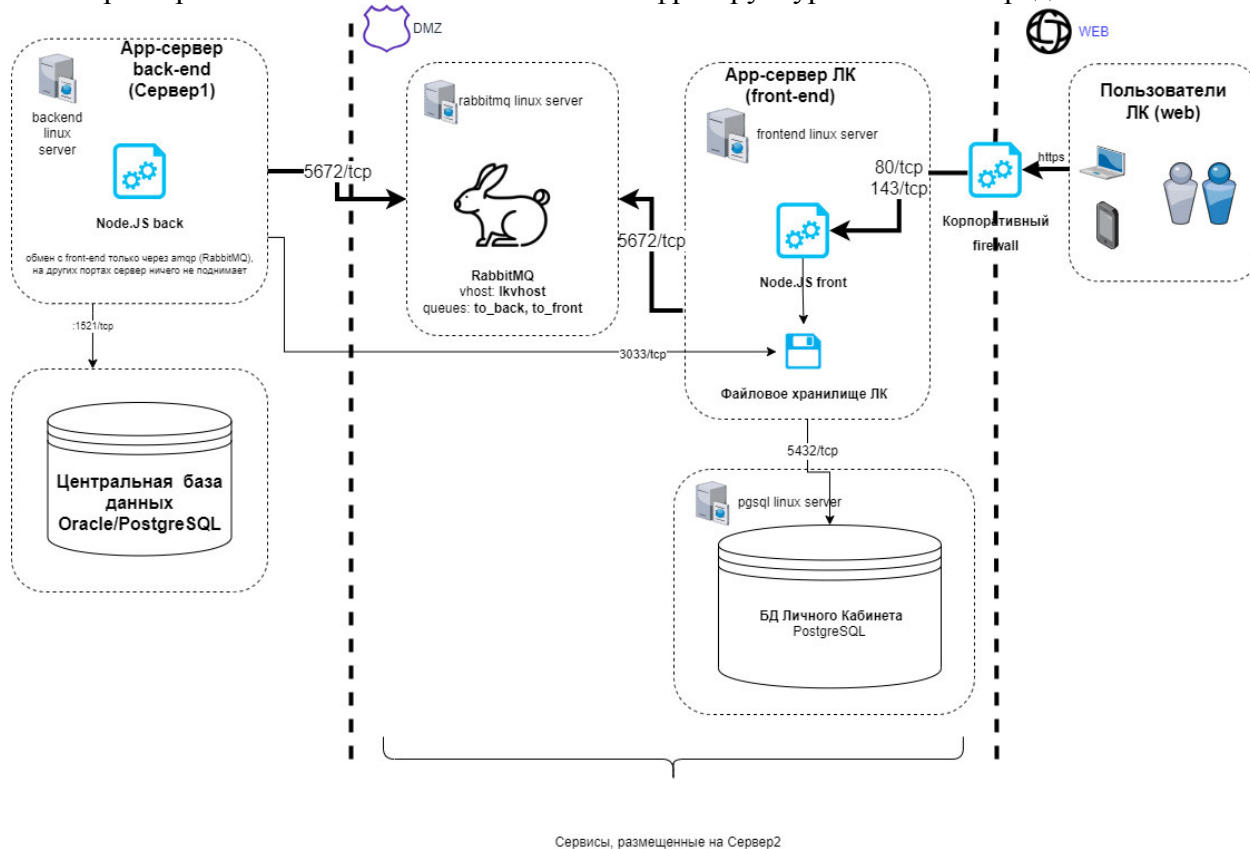 DMZ
WEB
App-сервер
back-end
(Сервер1)
backend
linux
server
Node.JS back
обмен с front-end только через amqp (RabbitMQ),
на других портах сервер ничего не поднимает
:1521/tcp
Центральная база
данных
Oracle/PostgreSQL
5672/tcp
rabbitmq linux server
RabbitMQ
vhost: lkvhost
queues: to_back, to_front
5672/tcp
3033/tcp
App-сервер ЛК
(front-end)
frontend linux server
80/tcp
143/tcp
Node.JS front
Файловое хранилище ЛК
5432/tcp
pgsql linux server
БД Личного Кабинета
PostgreSQL
Корпоративный
firewall
https
Пользователи
ЛК (web)
Сервисы, размещенные на Сервер2